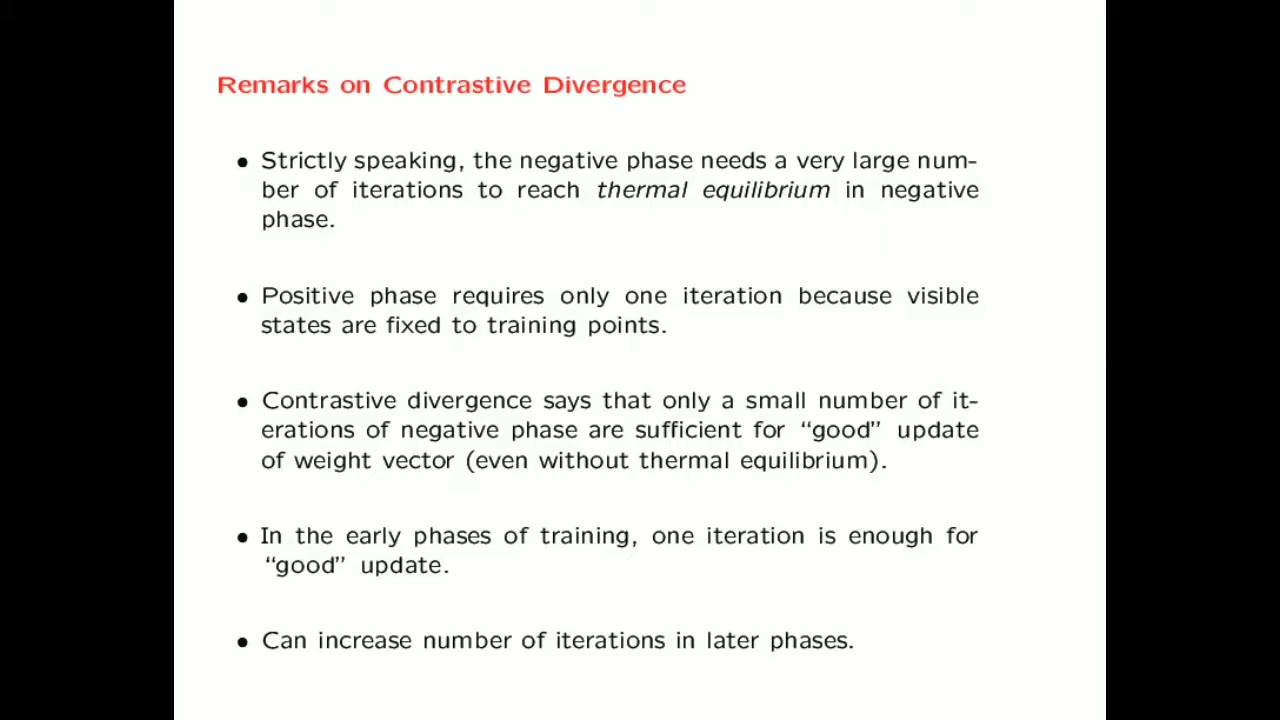 Remarks on Contrastive Divergence
• Strictly speaking, the negative phase needs a very large num-
ber of iterations to reach thermal equilibrium in negative
phase.
• Positive phase requires only one iteration because visible
states are fixed to training points.
• Contrastive divergence says that only a small number of it-
erations of negative phase are sufficient for “good” update
of weight vector (even without thermal equilibrium).
• In the early phases of training, one iteration is enough for
“good” update.
• Can increase number of iterations in later phases.